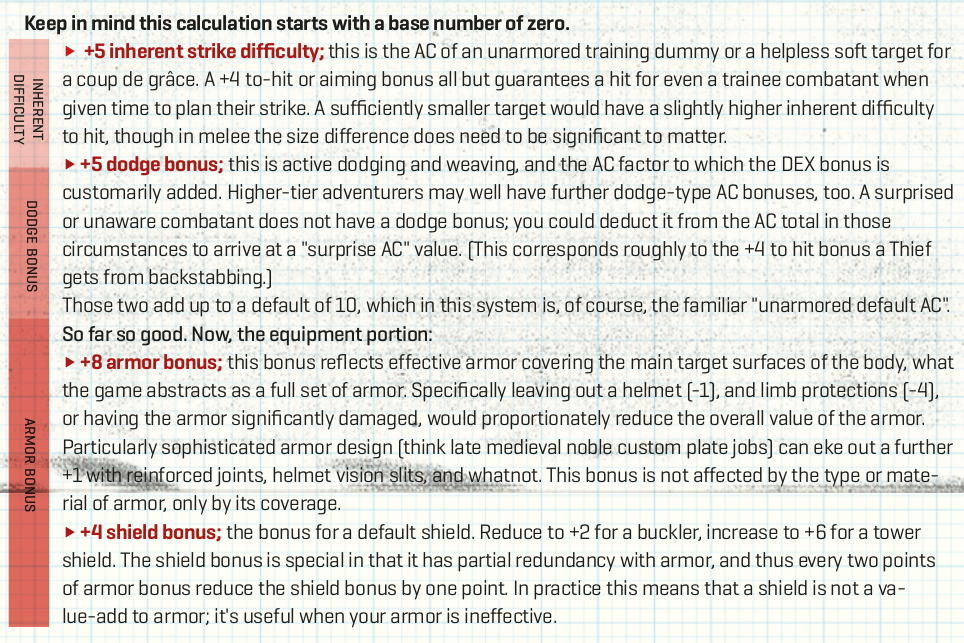 Keep in mind this calculation starts with a base number of zero.
INHERENT
DIFFICULTY
▶ +5 inherent strike difficulty; this is the AC of an unarmored training dummy or a helpless soft target for
a coup de grâce. A +4 to-hit or aiming bonus all but guarantees a hit for even a trainee combatant when
given time to plan their strike. A sufficiently smaller target would have a slightly higher inherent difficulty
to hit, though in melee the size difference does need to be significant to matter.
DODGE BONUS
▶ +5 dodge bonus; this is active dodging and weaving, and the AC factor to which the DEX bonus is
customarily added. Higher-tier adventurers may well have further dodge-type AC bonuses, too. A surprised
or unaware combatant does not have a dodge bonus; you could deduct it from the AC total in those
circumstances to arrive at a "surprise AC" value. (This corresponds roughly to the +4 to hit bonus a Thief
gets from backstabbing.)
Those two add up to a default of 10, which in this system is, of course, the familiar "unarmored default AC".
So far so good. Now, the equipment portion:
ARMOR BONUS
▶ +8 armor bonus; this bonus reflects effective armor covering the main target surfaces of the body, what
the game abstracts as a full set of armor. Specifically leaving out a helmet (-1), and limb protections (-4),
or having the armor significantly damaged, would proportionately reduce the overall value of the armor.
Particularly sophisticated armor design (think late medieval noble custom plate jobs) can eke out a further
+1 with reinforced joints, helmet vision slits, and whatnot. This bonus is not affected by the type or mate-
rial of armor, only by its coverage.
▶ +4 shield bonus; the bonus for a default shield. Reduce to +2 for a buckler, increase to +6 for a tower
shield. The shield bonus is special in that it has partial redundancy with armor, and thus every two points
of armor bonus reduce the shield bonus by one point. In practice this means that a shield is not a va-
lue-add to armor; it's useful when your armor is ineffective.